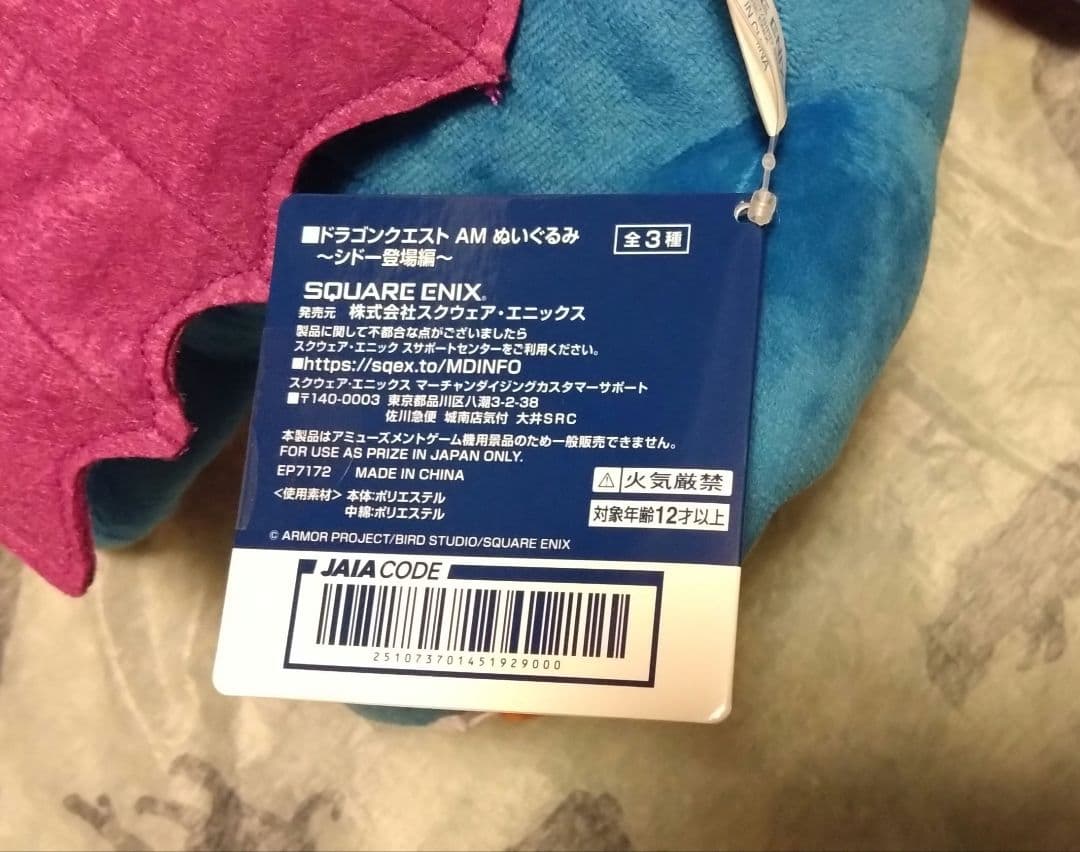 IN CHINA
■ドラゴンクエスト AM ぬいぐるみ 全3種
～シドー登場編～
SQUARE ENIX®
発売元 株式会社スクウェア・エニックス
製品に関して不都合な点がございましたら
スクウェア・エニック スサポートセンターをご利用ください。
■https://sqex.to/MDINFO
スクウェア・エニックス マーチャンダイジングカスタマーサポート
■〒140-0003 東京都品川区八潮3-2-38
佐川急便 城南店気付 大井SRC
本製品はアミューズメントゲーム機用景品のため一般販売できません。
FOR USE AS PRIZE IN JAPAN ONLY.
EP7172 / MADE IN CHINA
<使用素材> 本体:ポリエステル
中綿:ポリエステル
⚠火気厳禁
対象年齢12才以上
© ARMOR PROJECT/BIRD STUDIO/SQUARE ENIX
JAIA CODE
251073701451929000